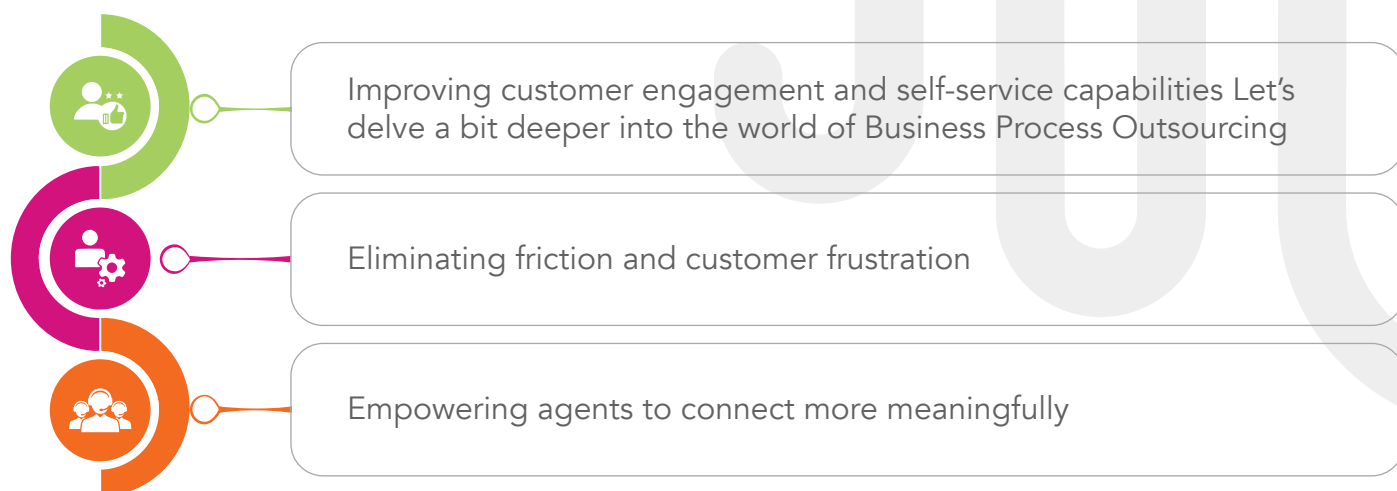 Improving customer engagement and self-service capabilities Let's
delve a bit deeper into the world of Business Process Outsourcing
Eliminating friction and customer frustration
Empowering agents to connect more meaningfully